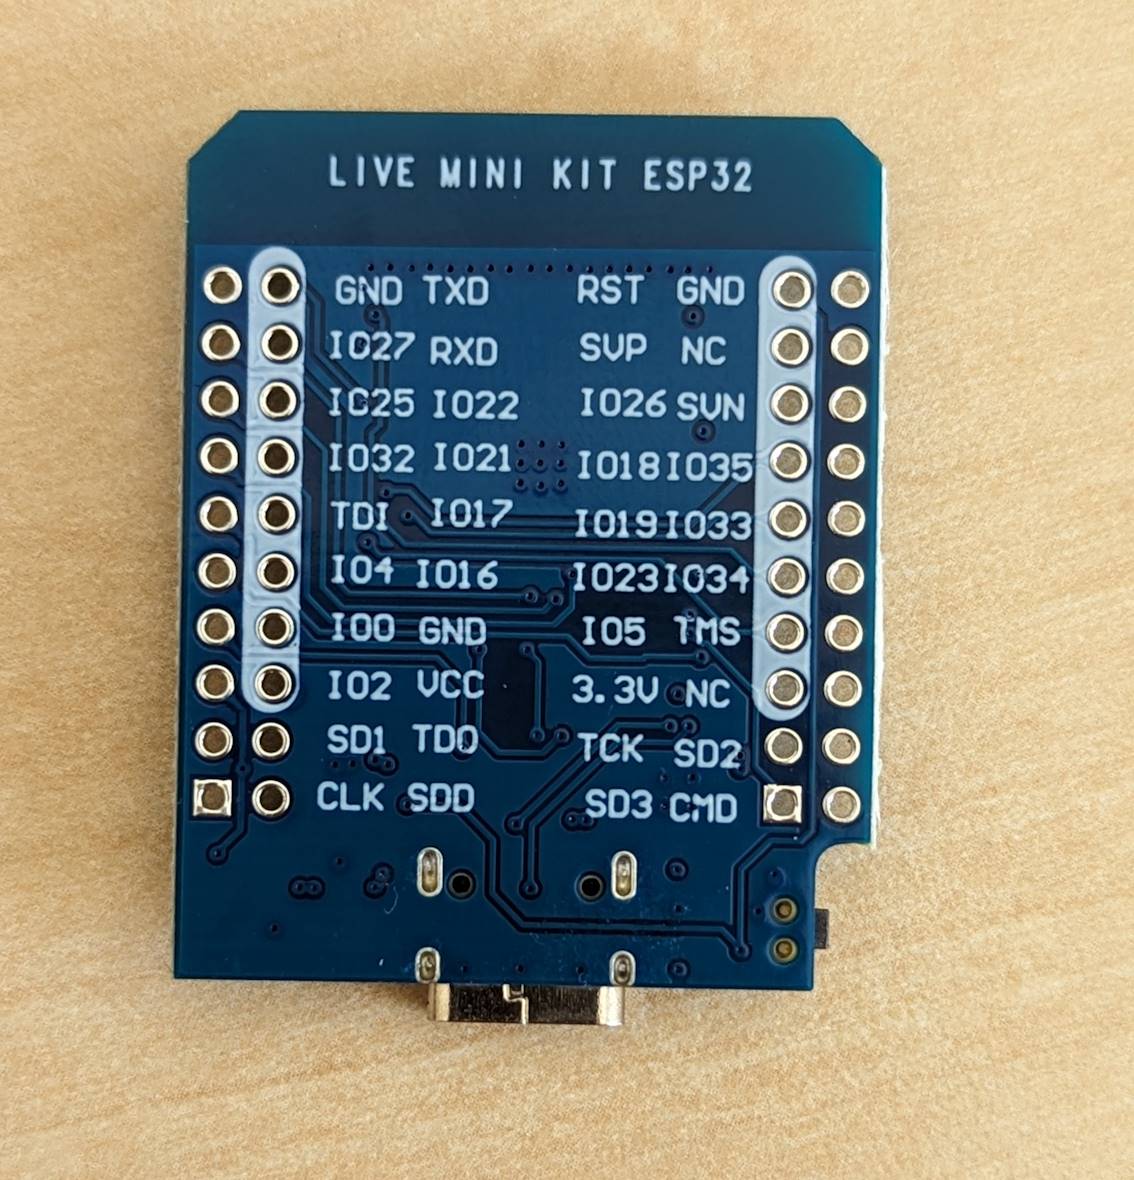 LIVE MINI KIT ESP32
GND TXD RST GND
IO27 RXD SVP NC
IO25 IO22 IO26 SVN
IO32 IO21 IO18 IO35
TDI IO17 IO19 IO33
IO4 IO16 IO23 IO34
IO0 GND IO5 TMS
IO2 VCC 3.3V NC
SD1 TDO TCK SD2
CLK SDD SD3 CMD